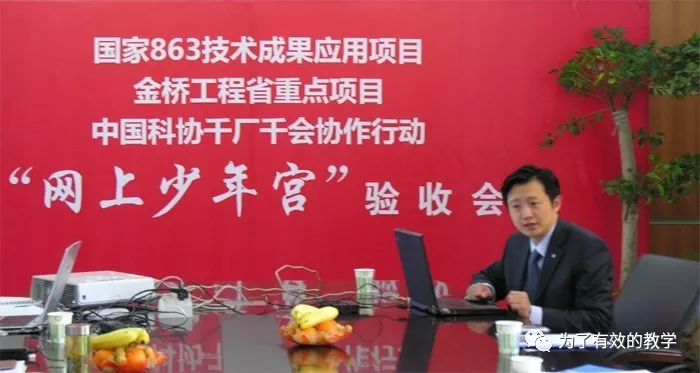 国家863技术成果应用项目
金桥工程省重点项目
中国科协千厂千会协作行动
“网上少年宫”验收会
为了有效的教学